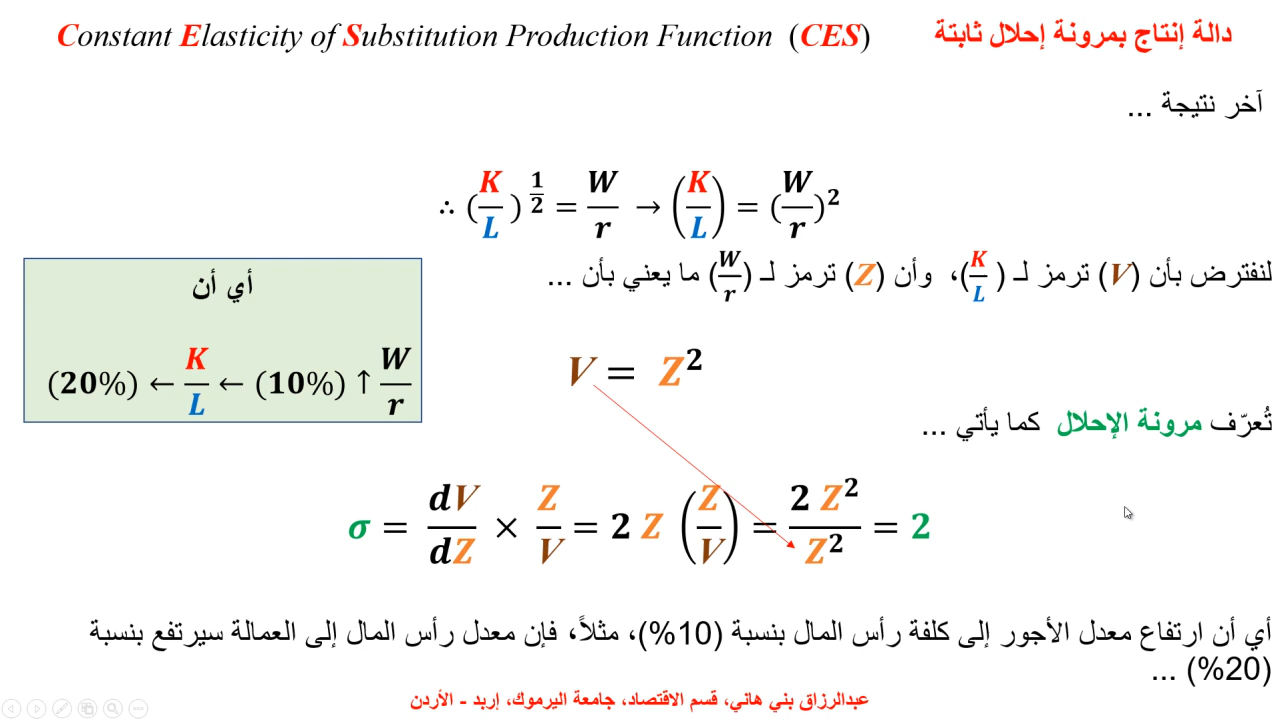 Constant Elasticity of Substitution Production Function (CES) دالة إنتاج بمرونة إحلال ثابتة
آخر نتيجة ...
∴ (K/L)^(1/2) = W/r → (K/L) = (W/r)^2
لنفترض بأن (V) ترمز لـ (K/L)، وأن (Z) ترمز لـ (W/r) ما يعني بأن ...
أي أن
(20%) ← K/L ← (10%) ↑ W/r
V = Z^2
تُعرّف مرونة الإحلال كما يأتي ...
σ = dV/dZ × Z/V = 2 Z (Z/V) = 2 Z^2 / Z^2 = 2
أي أن ارتفاع معدل الأجور إلى كلفة رأس المال بنسبة (10%)، مثلاً، فإن معدل رأس المال إلى العمالة سيرتفع بنسبة
(20%) ...
عبدالرزاق بني هاني، قسم الاقتصاد، جامعة اليرموك، إربد - الأردن